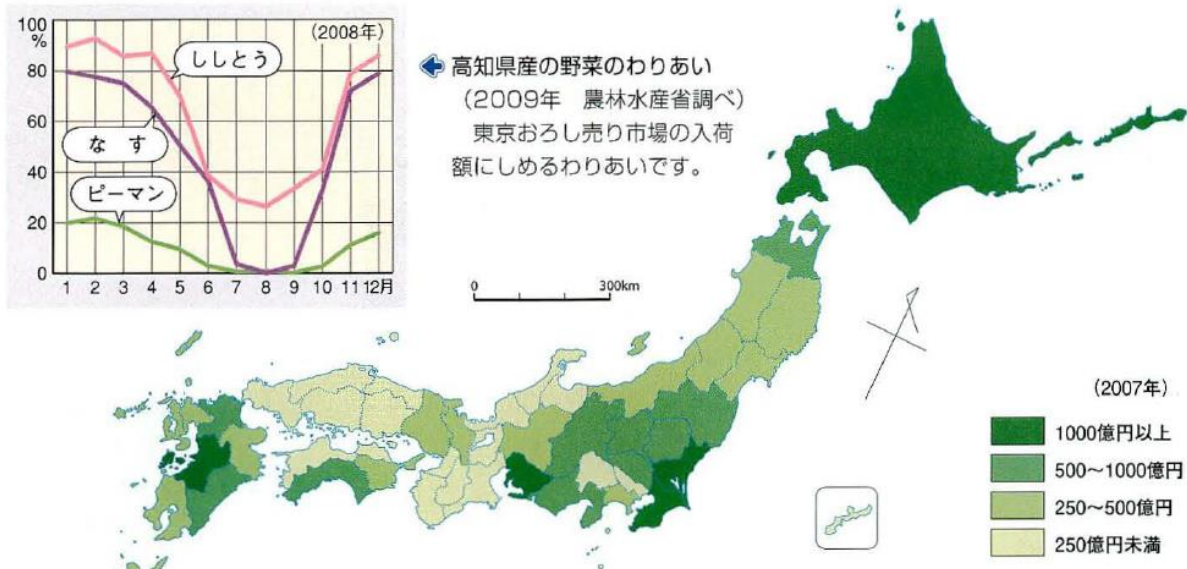 100
%
80
60
40
20
0
(2008年)
ししとう
なす
ピーマン
1 2 3 4 5 6 7 8 9 10 11 12月
高知県産の野菜のわりあい
(2009年 農林水産省調べ)
東京おろし売り市場の入荷
額にしめるわりあいです。
0 300km
(2007年)
1000億円以上
500〜1000億円
250〜500億円
250億円未満